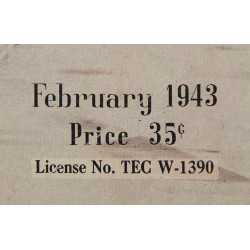 February 1943
Price 35¢
License No. TEC W-1390